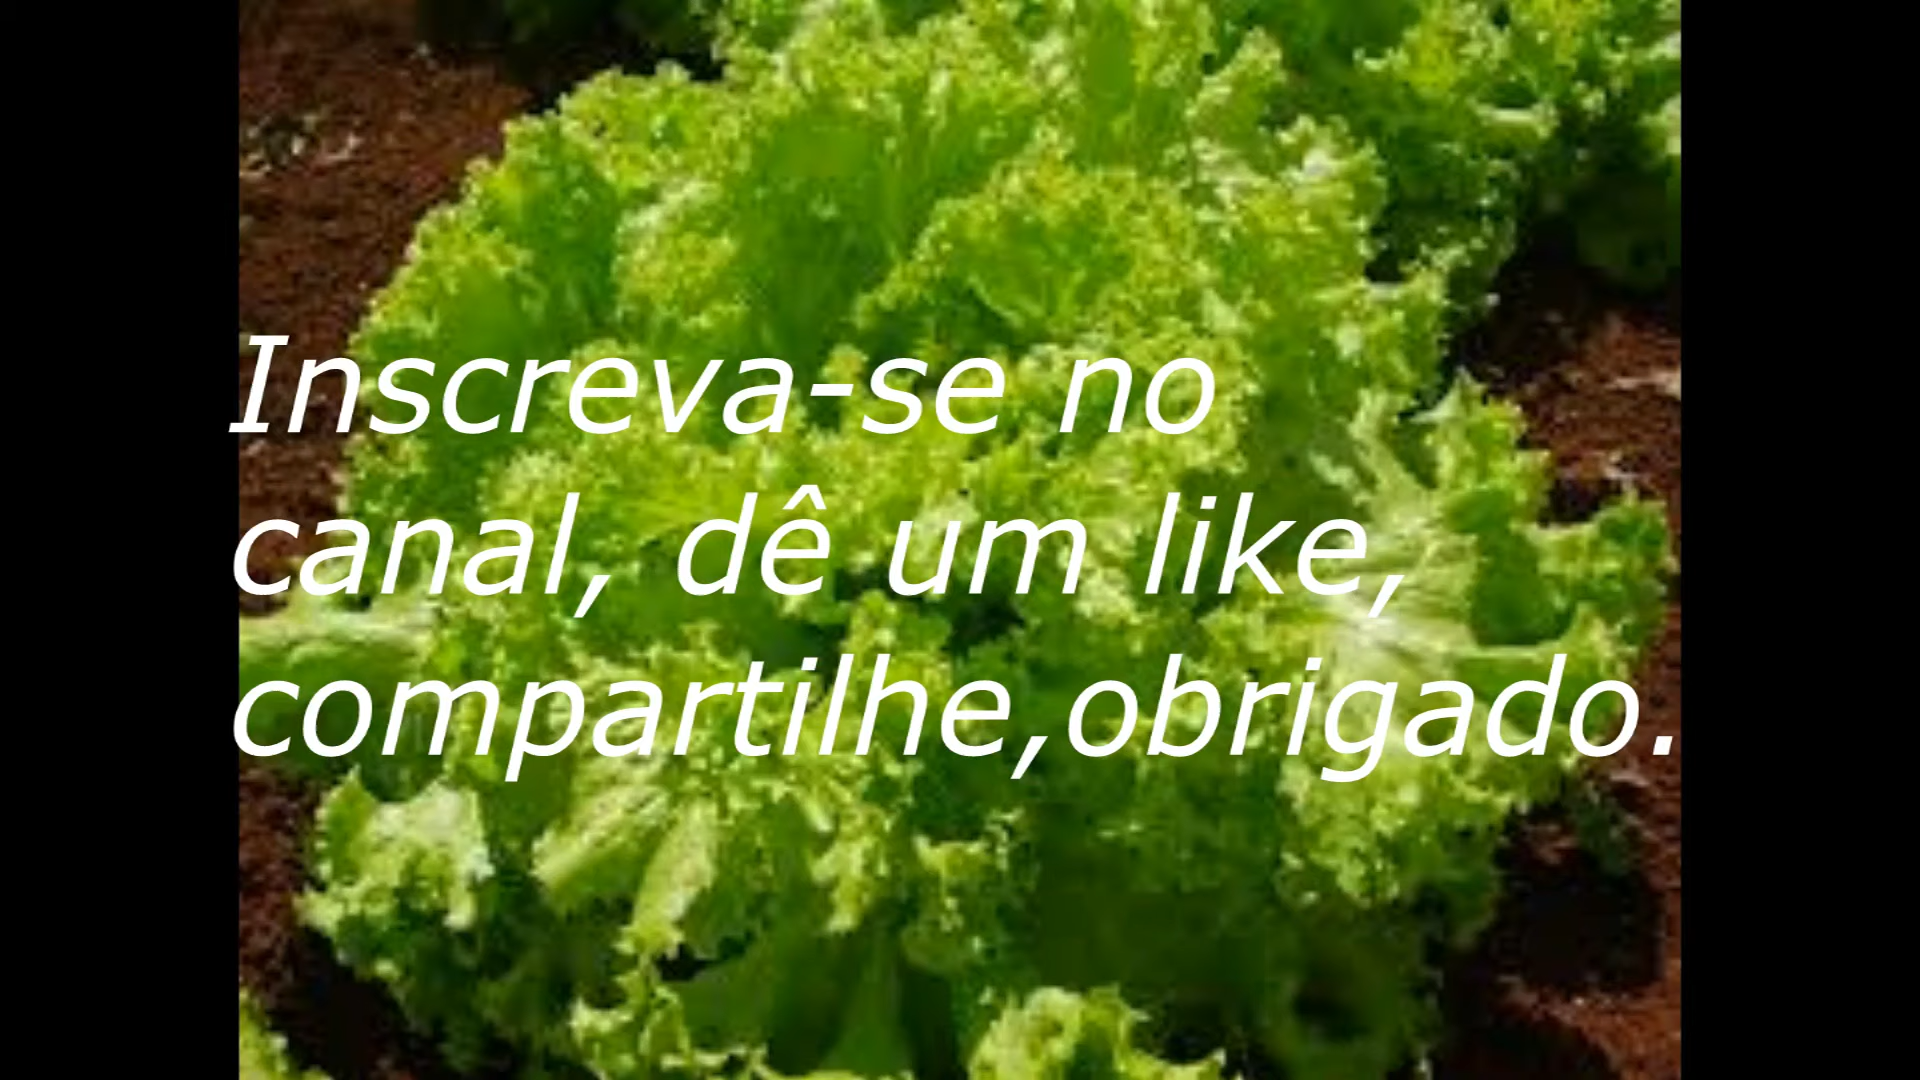 Inscreva-se no
canal, dê um like,
compartilhe,obrigado.